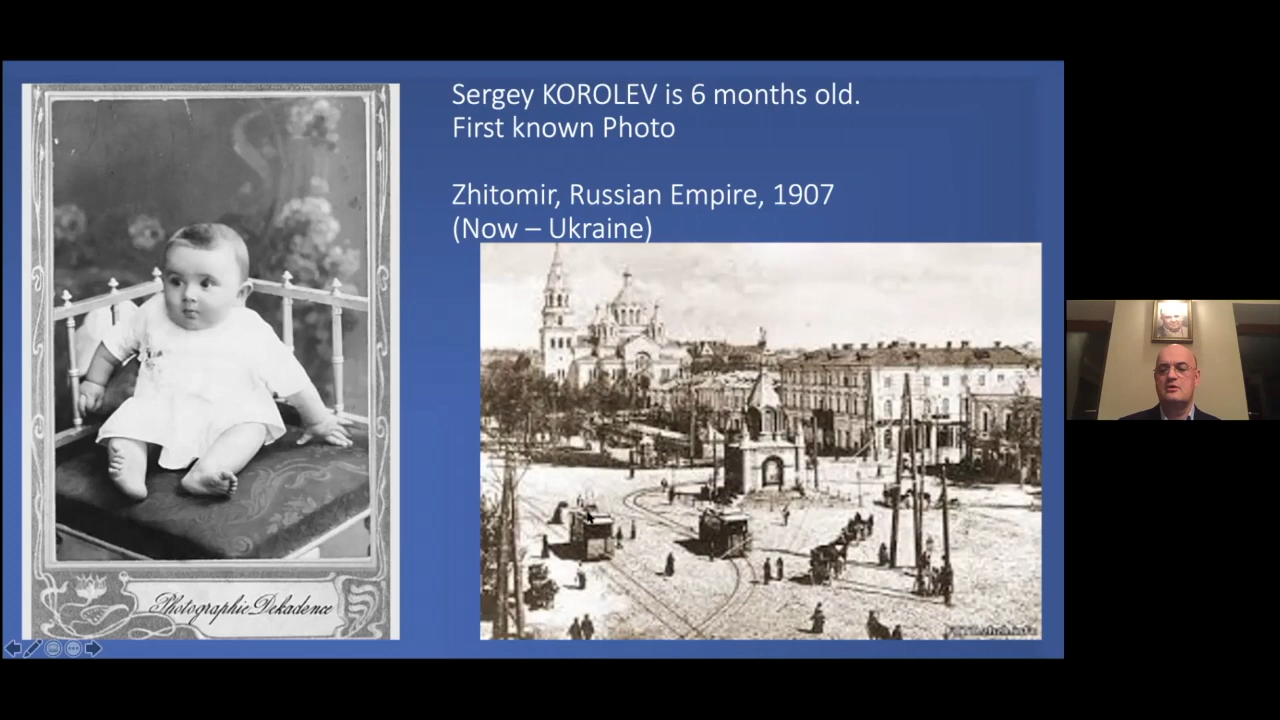 Sergey KOROLEV is 6 months old.
First known Photo
Zhitomir, Russian Empire, 1907
(Now – Ukraine)
Photographie Dekadence